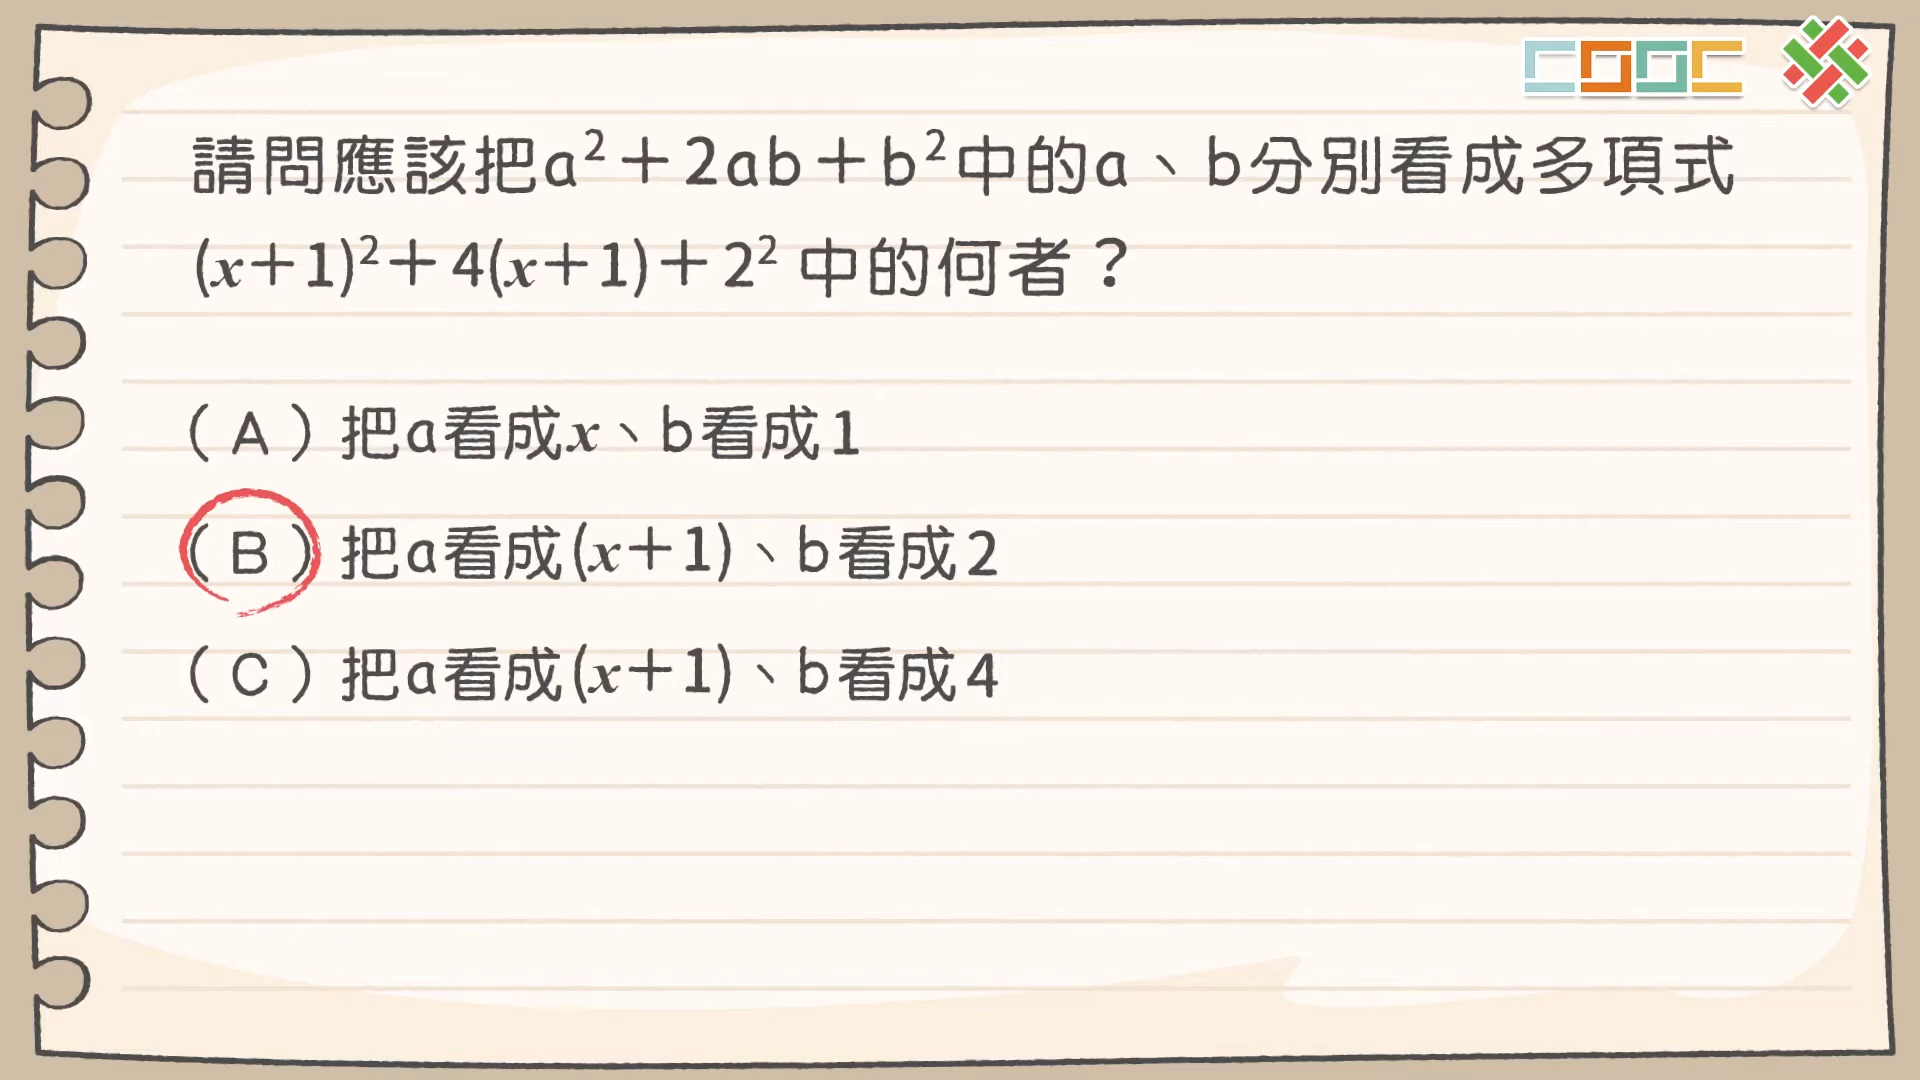 請問應該把a²＋2ab＋b²中的a、b分別看成多項式
(x＋1)²＋4(x＋1)＋2² 中的何者？
（A）把a看成x、b看成1
（B）把a看成(x＋1)、b看成2
（C）把a看成(x＋1)、b看成4
COOC